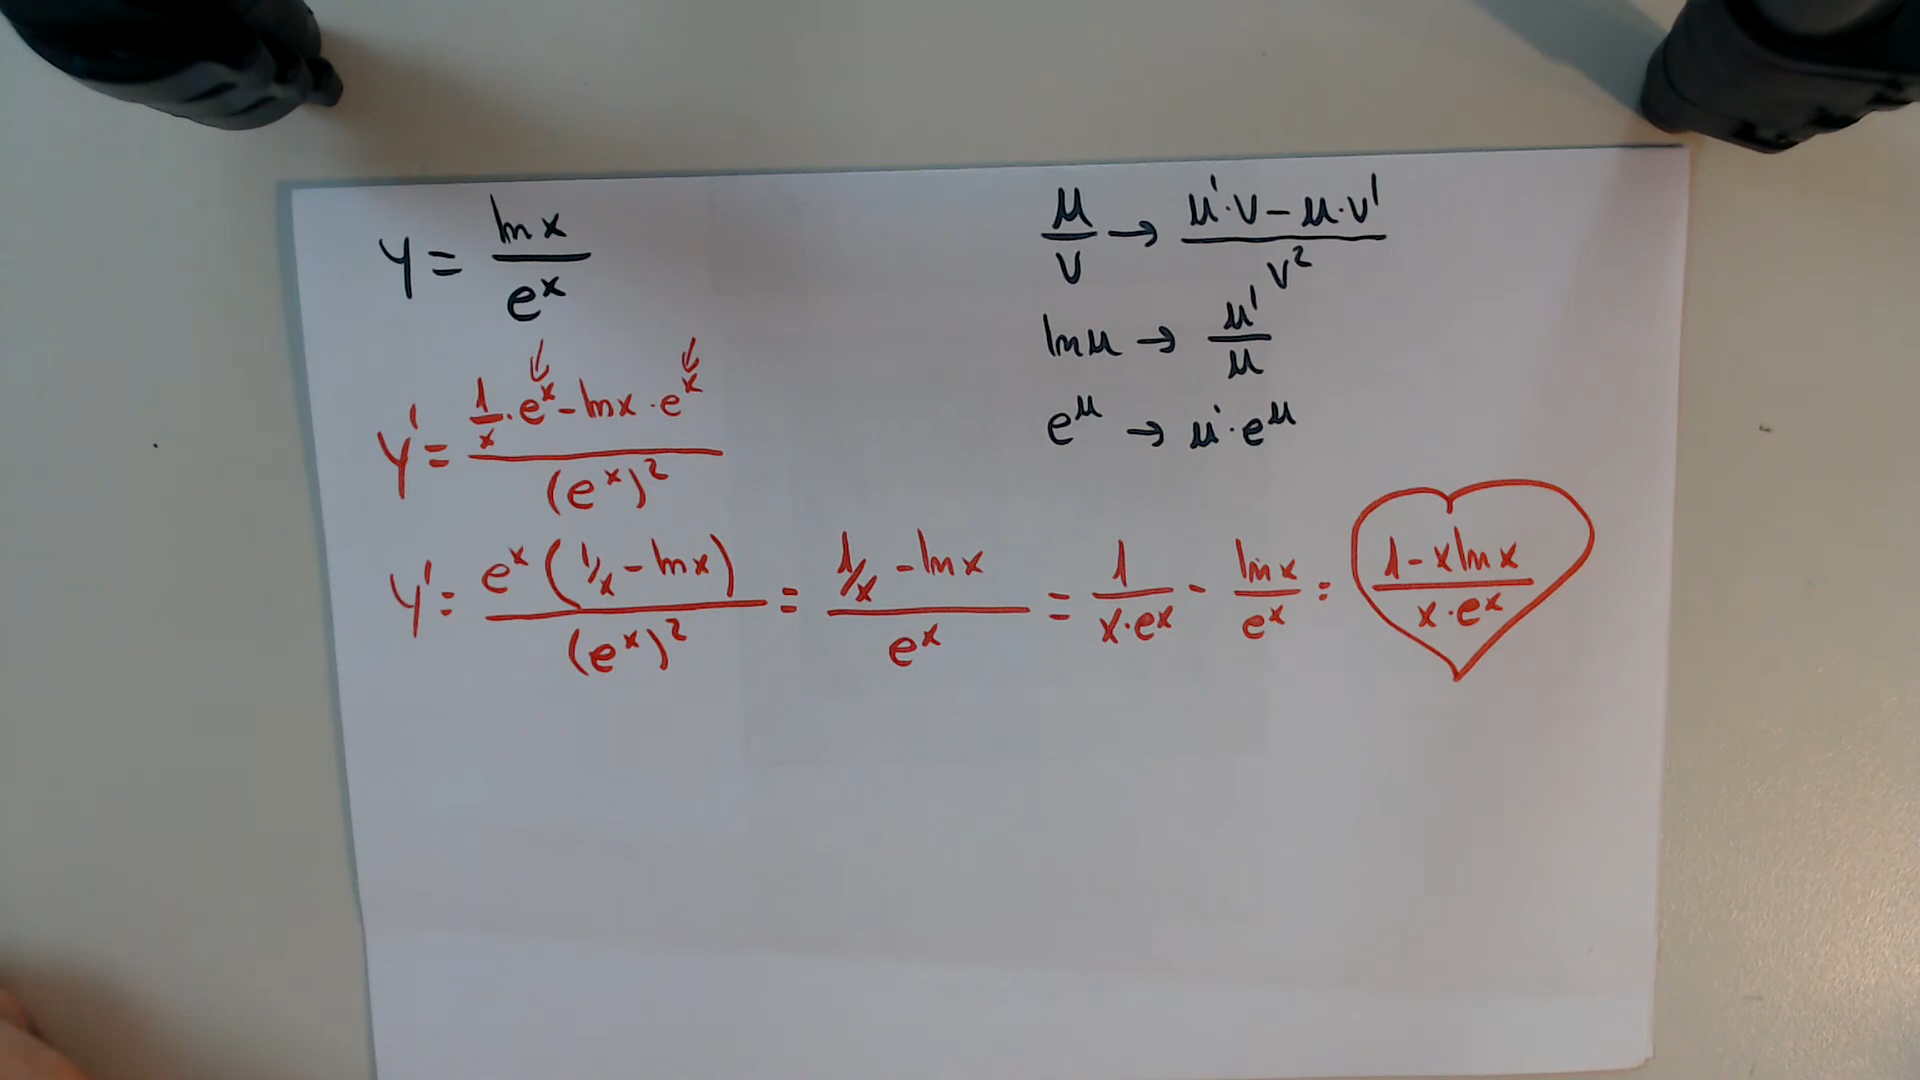 y = ln x / e^x
u/v → (u'·v − u·v') / v²
ln u → u'/u
e^u → u'·e^u
y' = (1/x · e^x − ln x · e^x) / (e^x)²
y' = e^x (1/x − ln x) / (e^x)² = (1/x − ln x) / e^x = 1 / (x·e^x) − ln x / e^x = (1 − x ln x) / (x·e^x)